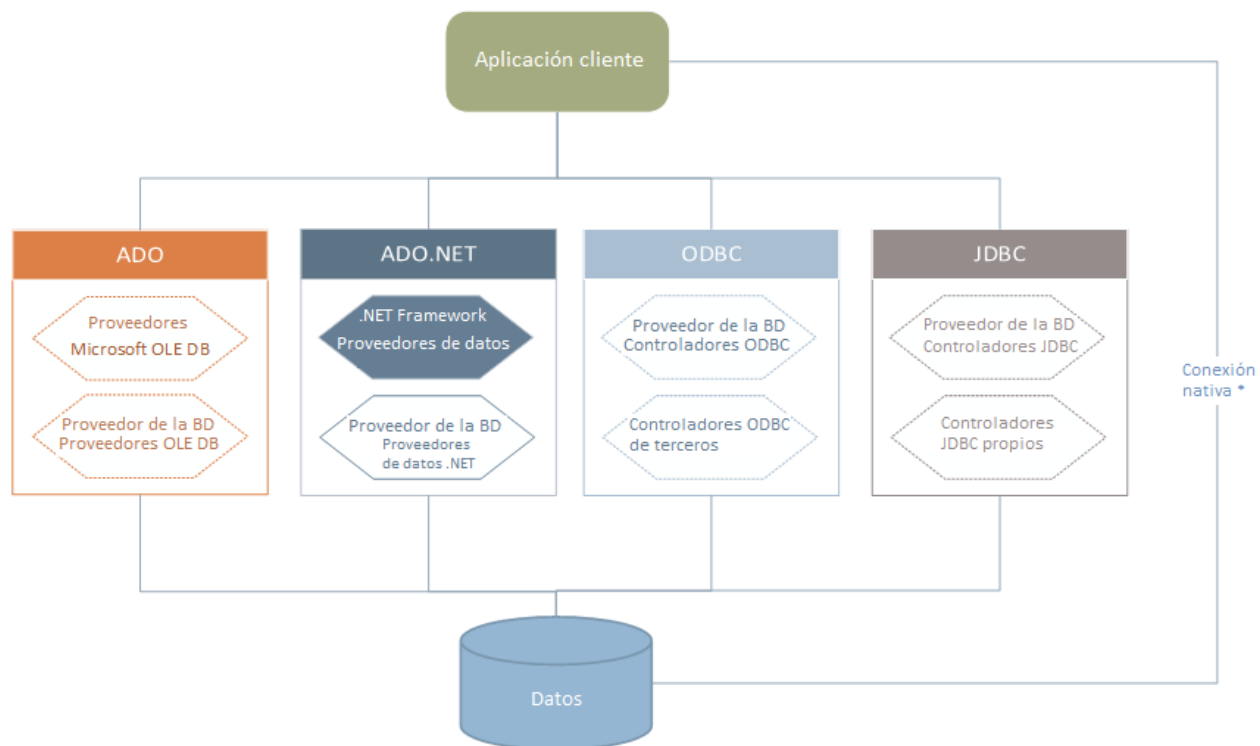 Aplicación cliente
ADO
Proveedores
Microsoft OLE DB
Proveedor de la BD
Proveedores OLE DB
ADO.NET
.NET Framework
Proveedores de datos
Proveedor de la BD
Proveedores
de datos .NET
ODBC
Proveedor de la BD
Controladores ODBC
Controladores ODBC
de terceros
JDBC
Proveedor de la BD
Controladores JDBC
Controladores
JDBC propios
Conexión
nativa *
Datos